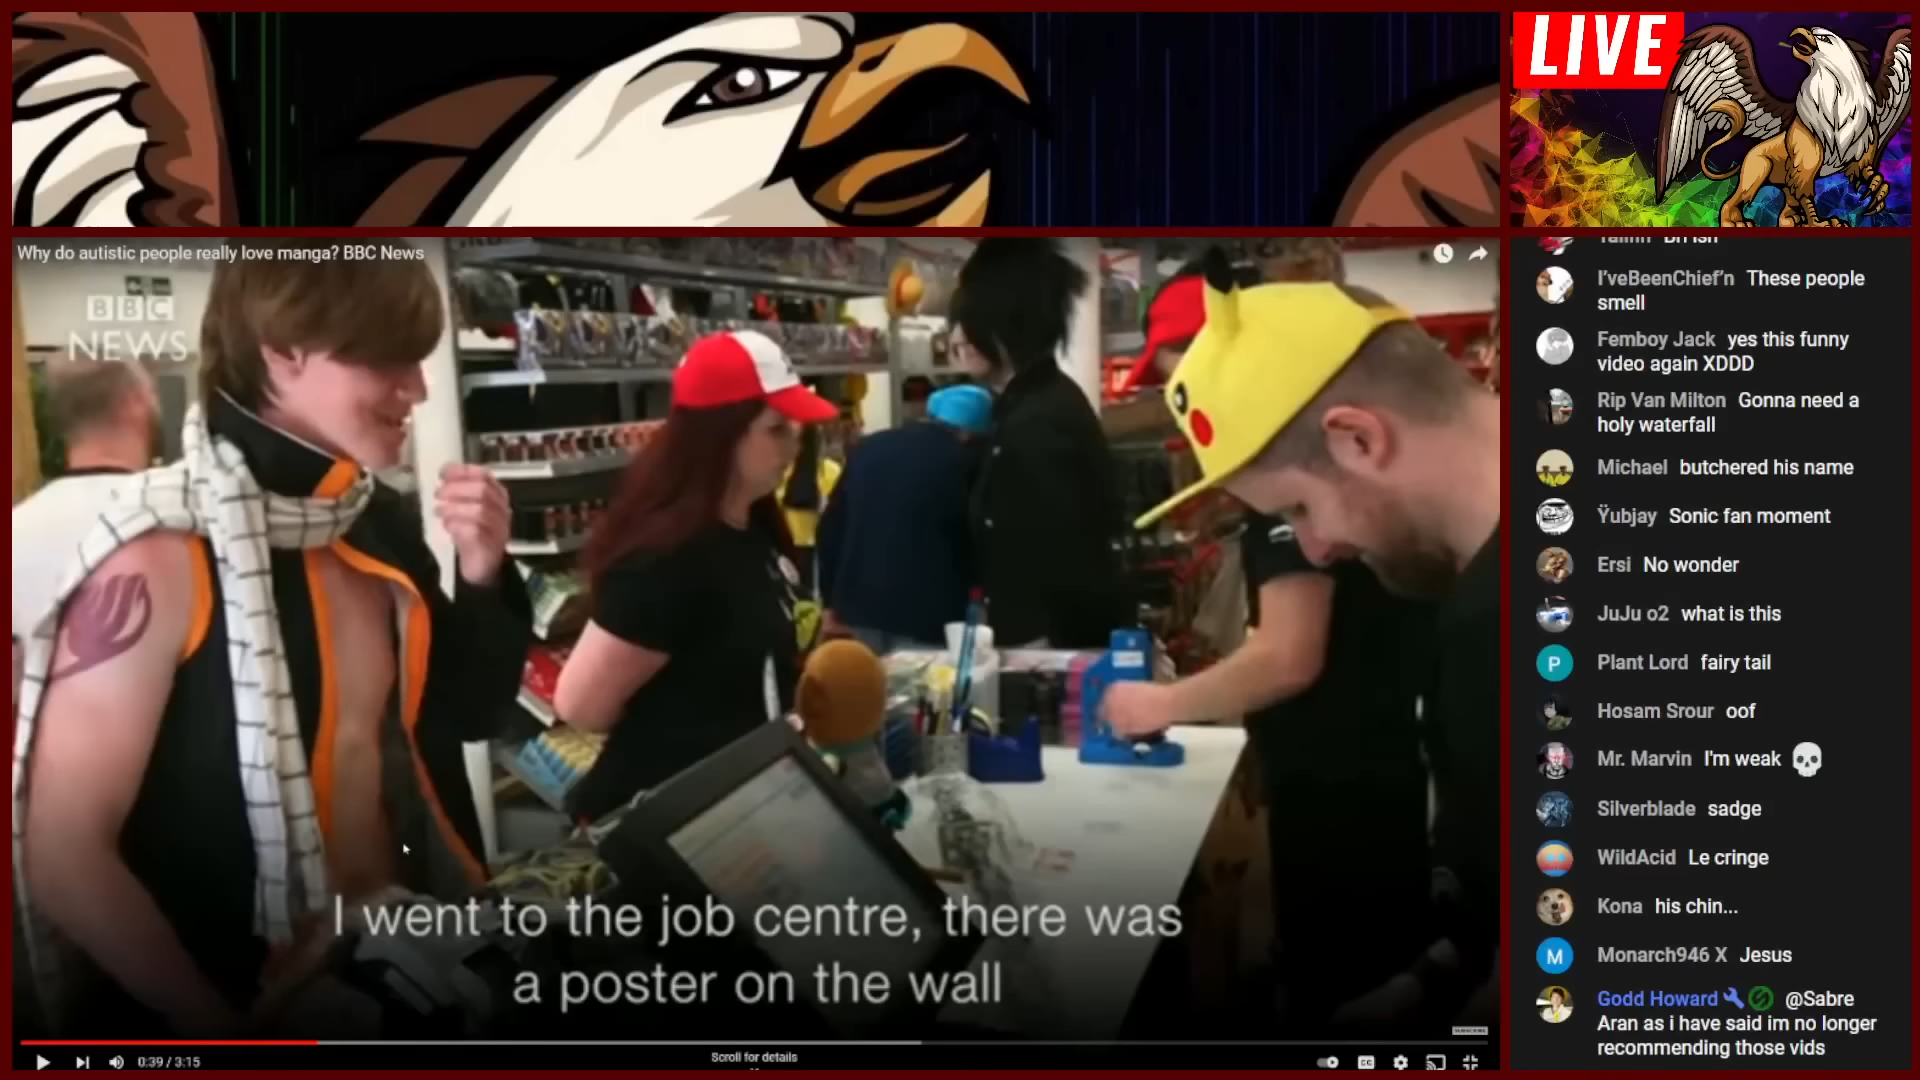 LIVE
Why do autistic people really love manga? BBC News
BBC
NEWS
I went to the job centre, there was
a poster on the wall
0:39 / 3:15
Scroll for details
I'veBeenChief'n These people
smell
Femboy Jack yes this funny
video again XDDD
Rip Van Milton Gonna need a
holy waterfall
Michael butchered his name
Ÿubjay Sonic fan moment
Ersi No wonder
JuJu o2 what is this
P Plant Lord fairy tail
Hosam Srour oof
Mr. Marvin I'm weak
Silverblade sadge
WildAcid Le cringe
Kona his chin...
M Monarch946 X Jesus
Godd Howard @Sabre
Aran as i have said im no longer
recommending those vids